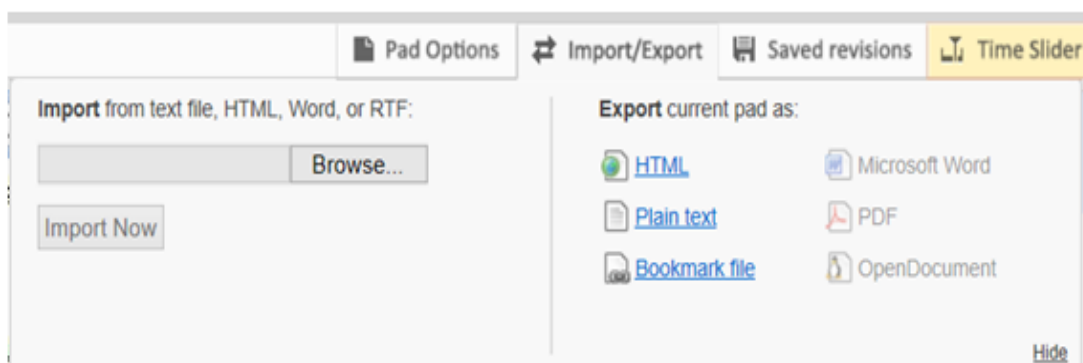 Pad Options Import/Export Saved revisions Time Slider
Import from text file, HTML, Word, or RTF:
Browse...
Import Now
Export current pad as:
HTML Microsoft Word
Plain text PDF
Bookmark file OpenDocument
Hide